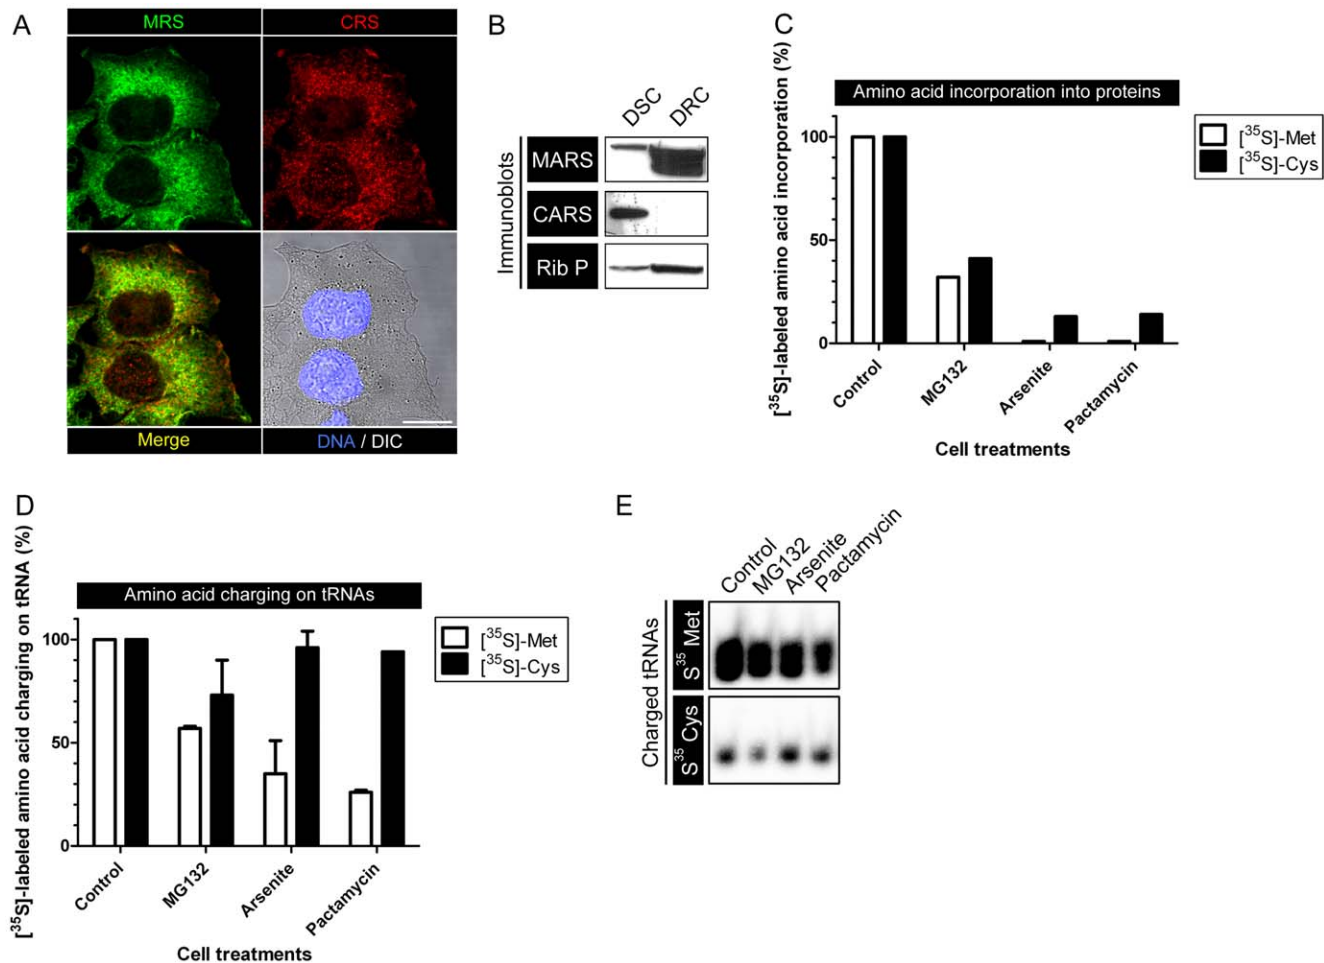 A
MRS
CRS
Merge
DNA / DIC
B
DSC
DRC
Immunoblots
MARS
CARS
Rib P
C
Amino acid incorporation into proteins
[35S]-labeled amino acid incorporation (%)
100
50
0
Control
MG132
Arsenite
Pactamycin
Cell treatments
[35S]-Met
[35S]-Cys
D
Amino acid charging on tRNAs
[35S]-labeled amino acid charging on tRNA (%)
100
50
0
Control
MG132
Arsenite
Pactamycin
Cell treatments
[35S]-Met
[35S]-Cys
E
Control
MG132
Arsenite
Pactamycin
Charged tRNAs
S35 Met
S35 Cys